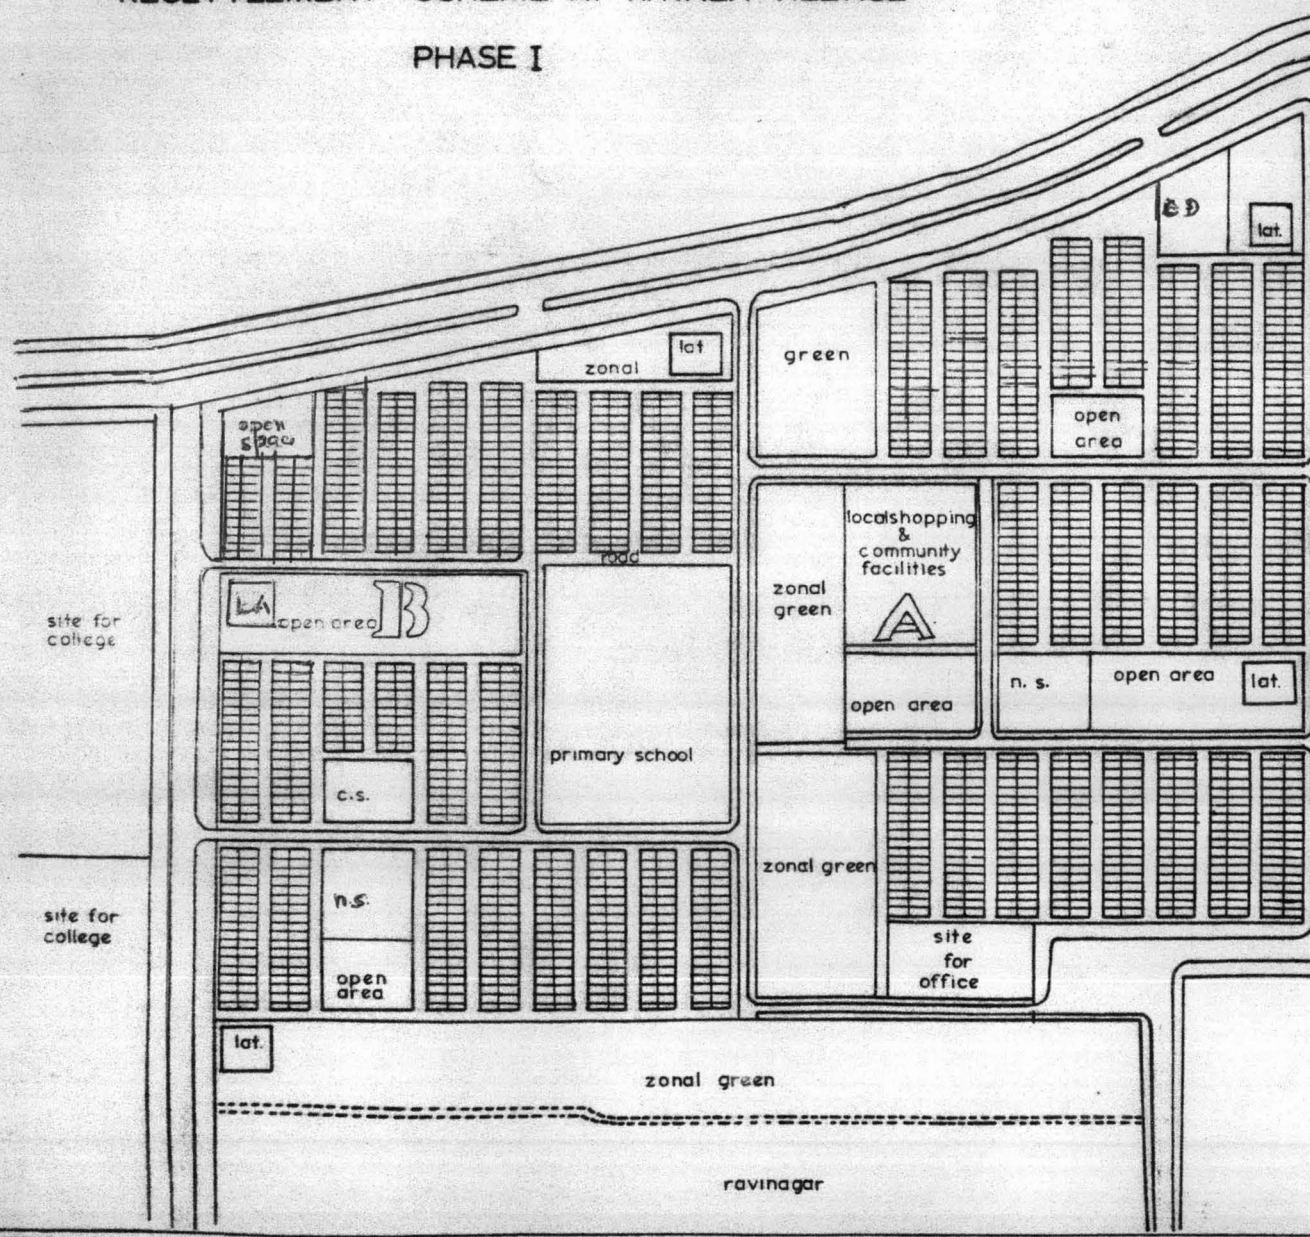 PHASE I
lat.
lat
zonal
green
open
space
open
area
road
localshopping
&
community
facilities
zonal
green
A
site for
college
open area
B
n. s.
open area
lat.
open area
primary school
c.s.
zonal green
site for
college
n.s.
open
area
site
for
office
lat.
zonal green
ravinagar